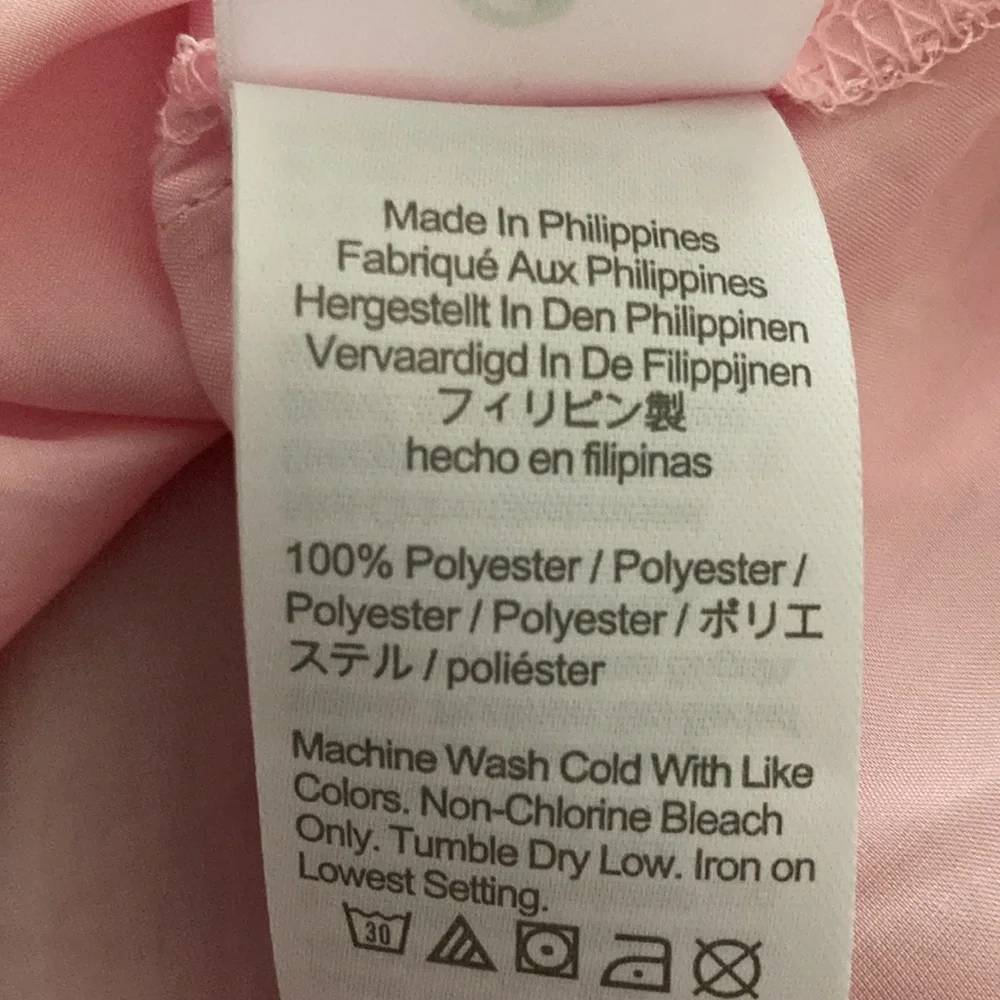 Made In Philippines
Fabriqué Aux Philippines
Hergestellt In Den Philippinen
Vervaardigd In De Filippijnen
フィリピン製
hecho en filipinas
100% Polyester / Polyester /
Polyester / Polyester / ポリエ
ステル / poliéster
Machine Wash Cold With Like
Colors. Non-Chlorine Bleach
Only. Tumble Dry Low. Iron on
Lowest Setting.
30